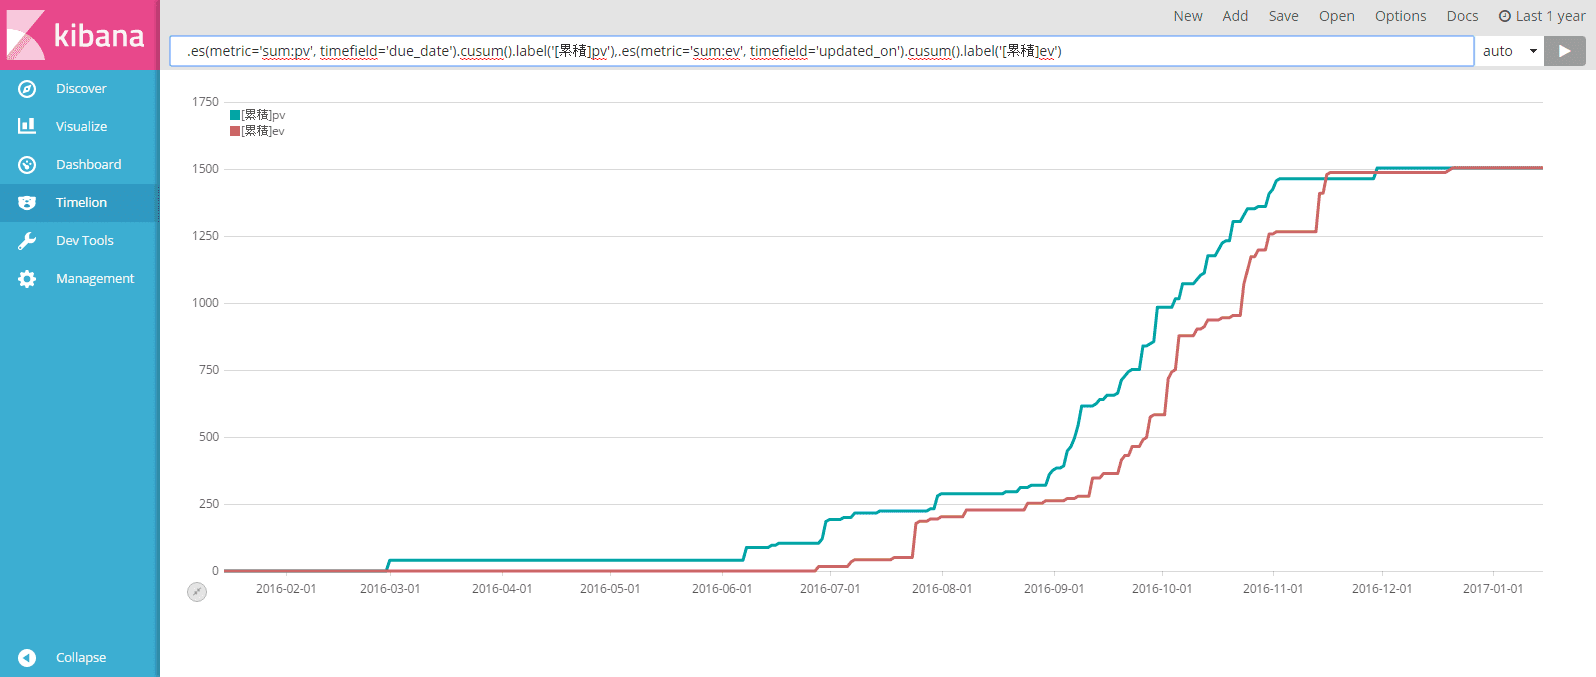 kibana
New Add Save Open Options Docs Last 1 year
.es(metric='sum:pv', timefield='due_date').cusum().label('[累積]pv'),.es(metric='sum:ev', timefield='updated_on').cusum().label('[累積]ev')
auto
Discover
Visualize
Dashboard
Timelion
Dev Tools
Management
Collapse
[累積]pv
[累積]ev
1750
1500
1250
1000
750
500
250
0
2016-02-01 2016-03-01 2016-04-01 2016-05-01 2016-06-01 2016-07-01 2016-08-01 2016-09-01 2016-10-01 2016-11-01 2016-12-01 2017-01-01